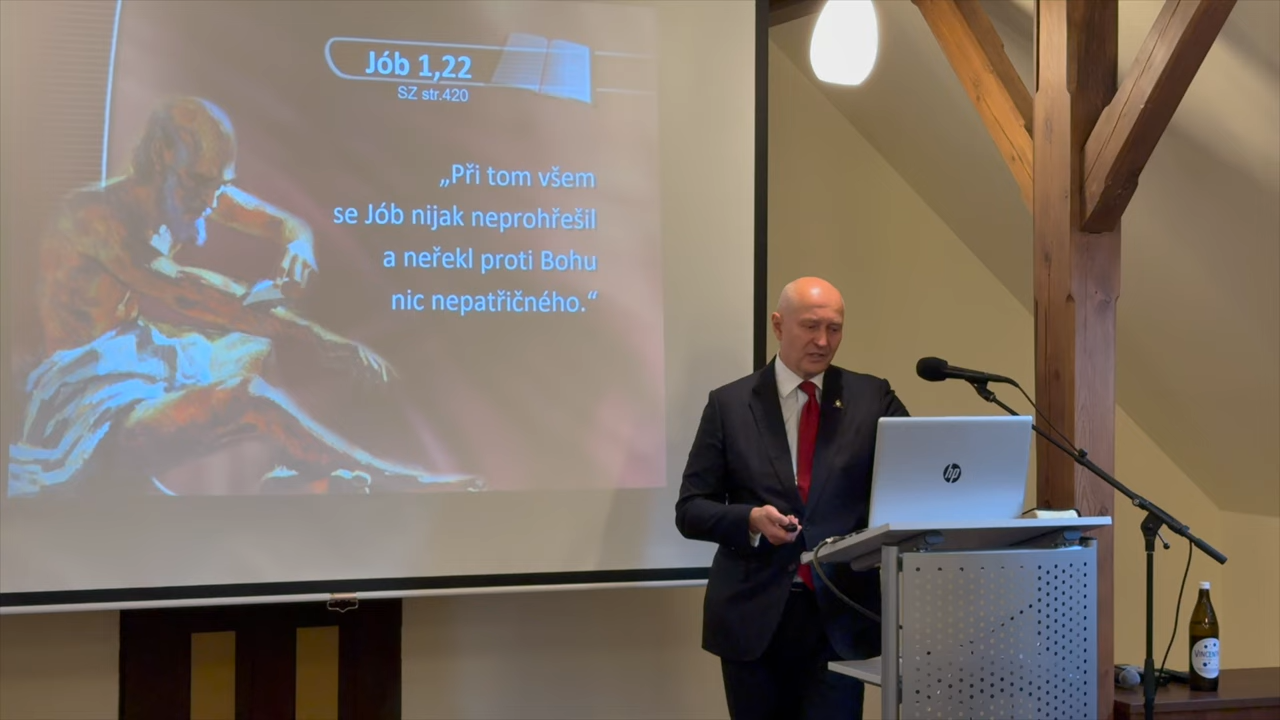 Jób 1,22
SZ str.420
„Při tom všem
se Jób nijak neprohřešil
a neřekl proti Bohu
nic nepatřičného.“
hp
VINCENTKA